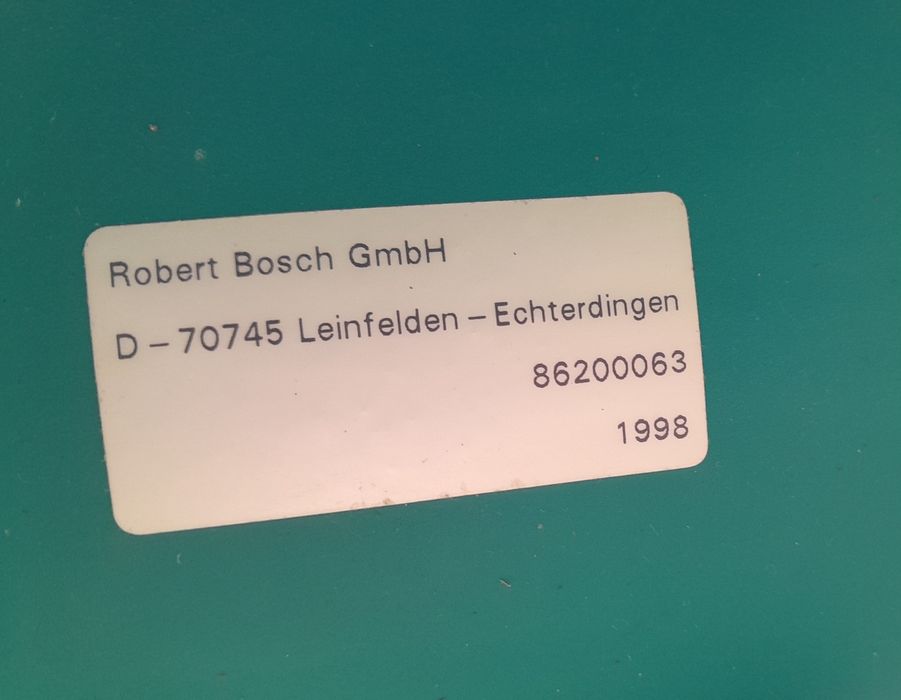 Robert Bosch GmbH
D – 70745 Leinfelden – Echterdingen
86200063
1998